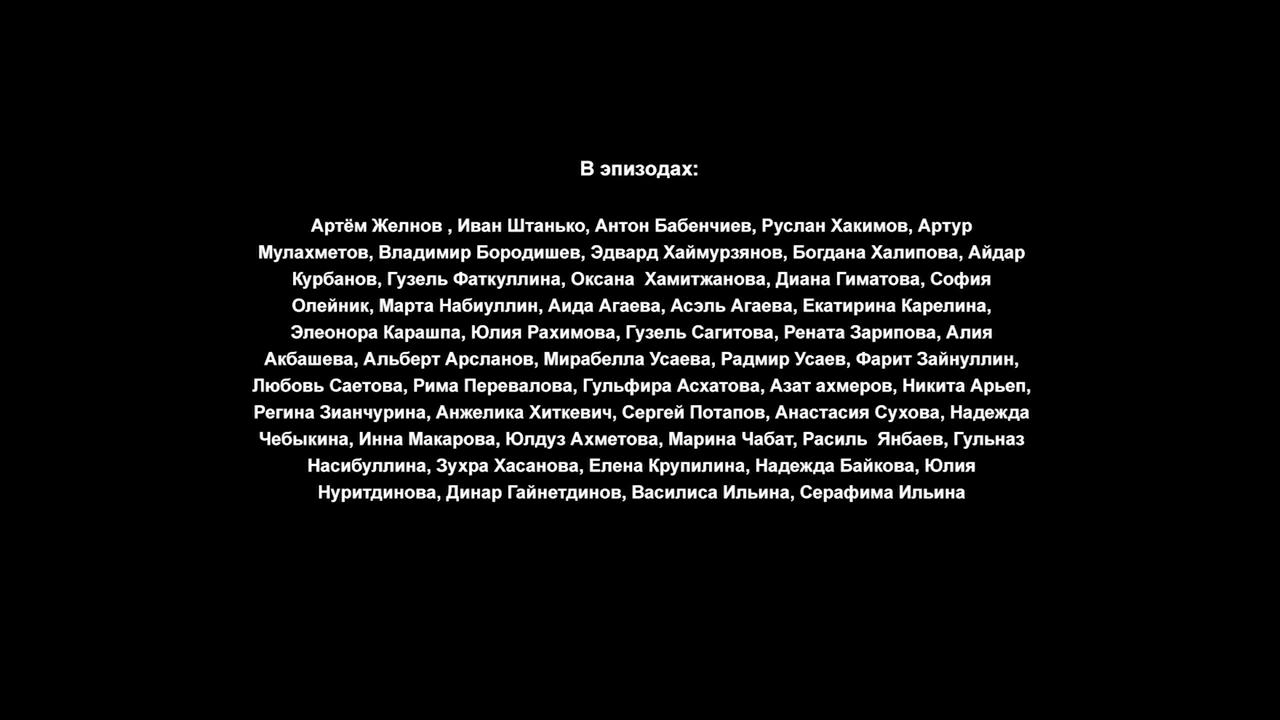 В эпизодах:
Артём Желнов , Иван Штанько, Антон Бабенчиев, Руслан Хакимов, Артур
Мулахметов, Владимир Бородишев, Эдвард Хаймурзянов, Богдана Халипова, Айдар
Курбанов, Гузель Фаткуллина, Оксана  Хамитжанова, Диана Гиматова, София
Олейник, Марта Набиуллин, Аида Агаева, Асэль Агаева, Екатирина Карелина,
Элеонора Карашпа, Юлия Рахимова, Гузель Сагитова, Рената Зарипова, Алия
Акбашева, Альберт Арсланов, Мирабелла Усаева, Радмир Усаев, Фарит Зайнуллин,
Любовь Саетова, Рима Перевалова, Гульфира Асхатова, Азат ахмеров, Никита Арьеп,
Регина Зианчурина, Анжелика Хиткевич, Сергей Потапов, Анастасия Сухова, Надежда
Чебыкина, Инна Макарова, Юлдуз Ахметова, Марина Чабат, Расиль  Янбаев, Гульназ
Насибуллина, Зухра Хасанова, Елена Крупилина, Надежда Байкова, Юлия
Нуритдинова, Динар Гайнетдинов, Василиса Ильина, Серафима Ильина